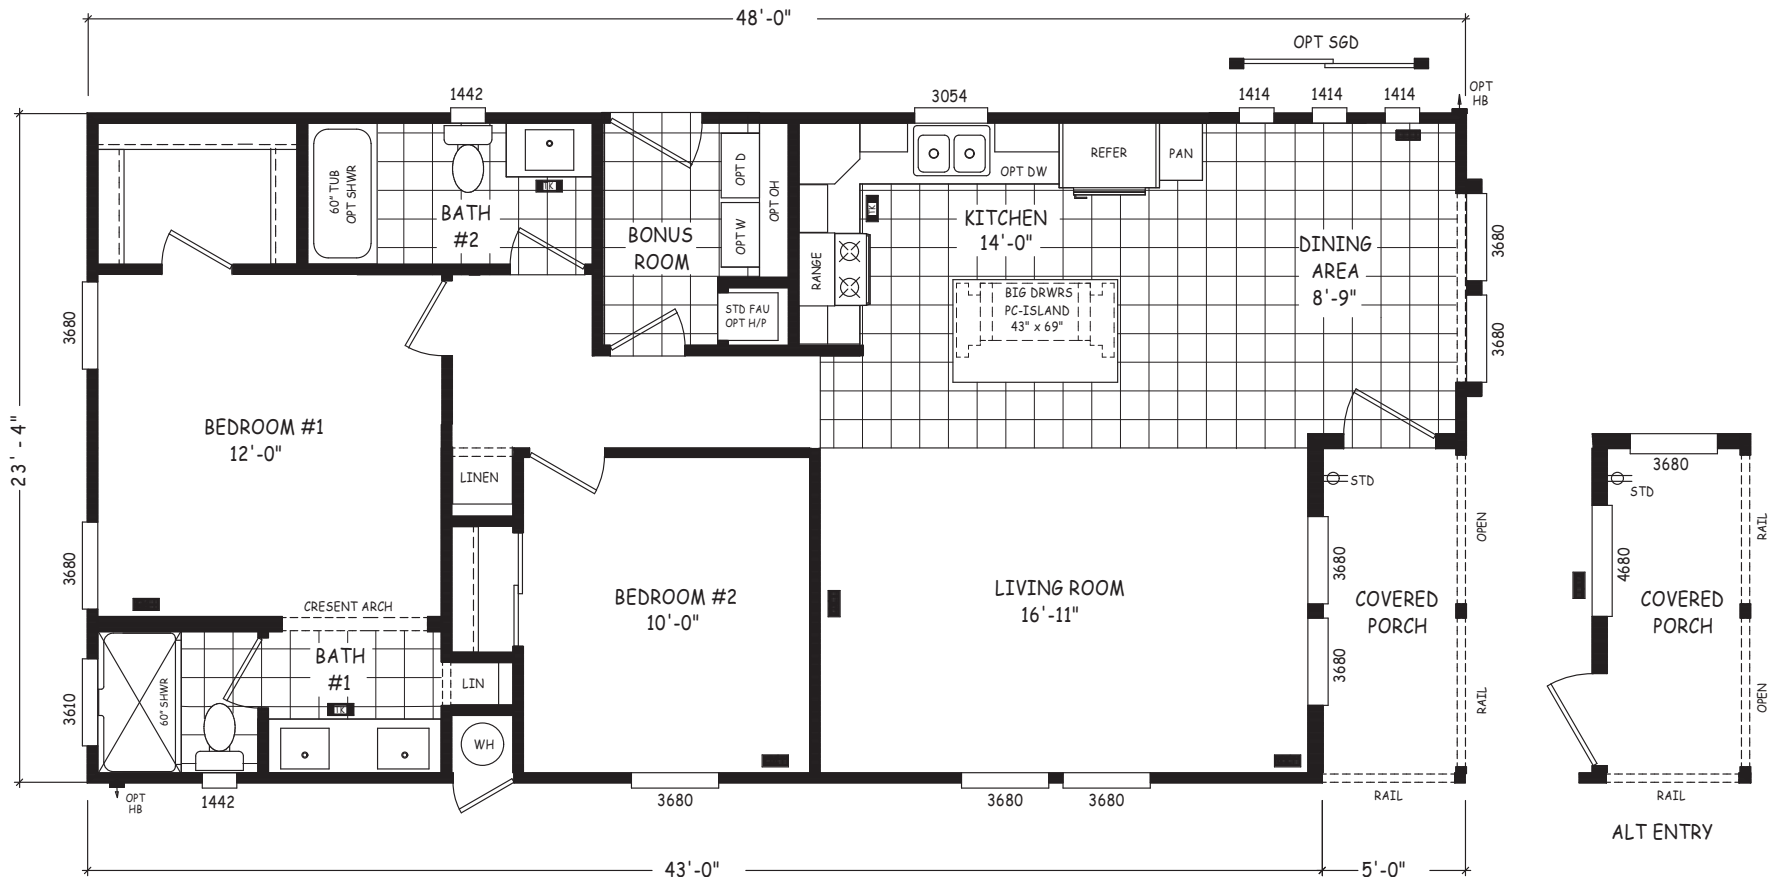 48'-0"
OPT SGD
OPT
HB
1442
3054
1414
1414
1414
60" TUB
OPT SHWR
TK
BATH
#2
BONUS
ROOM
OPT D
OPT W
OPT OH
STD FAU
OPT H/P
TK
RANGE
OPT DW
REFER
PAN
KITCHEN
14'-0"
BIG DRWRS
PC-ISLAND
43" x 69"
DINING
AREA
8'-9"
3680
3680
3680
23'-4"
BEDROOM #1
12'-0"
3680
LINEN
CRESENT ARCH
BEDROOM #2
10'-0"
LIVING ROOM
16'-11"
STD
3680
3680
COVERED
PORCH
OPEN
RAIL
RAIL
3610
60" SHWR
BATH
#1
TK
LIN
WH
OPT
HB
1442
3680
3680
3680
43'-0"
5'-0"
3680
STD
4680
COVERED
PORCH
RAIL
OPEN
RAIL
ALT ENTRY